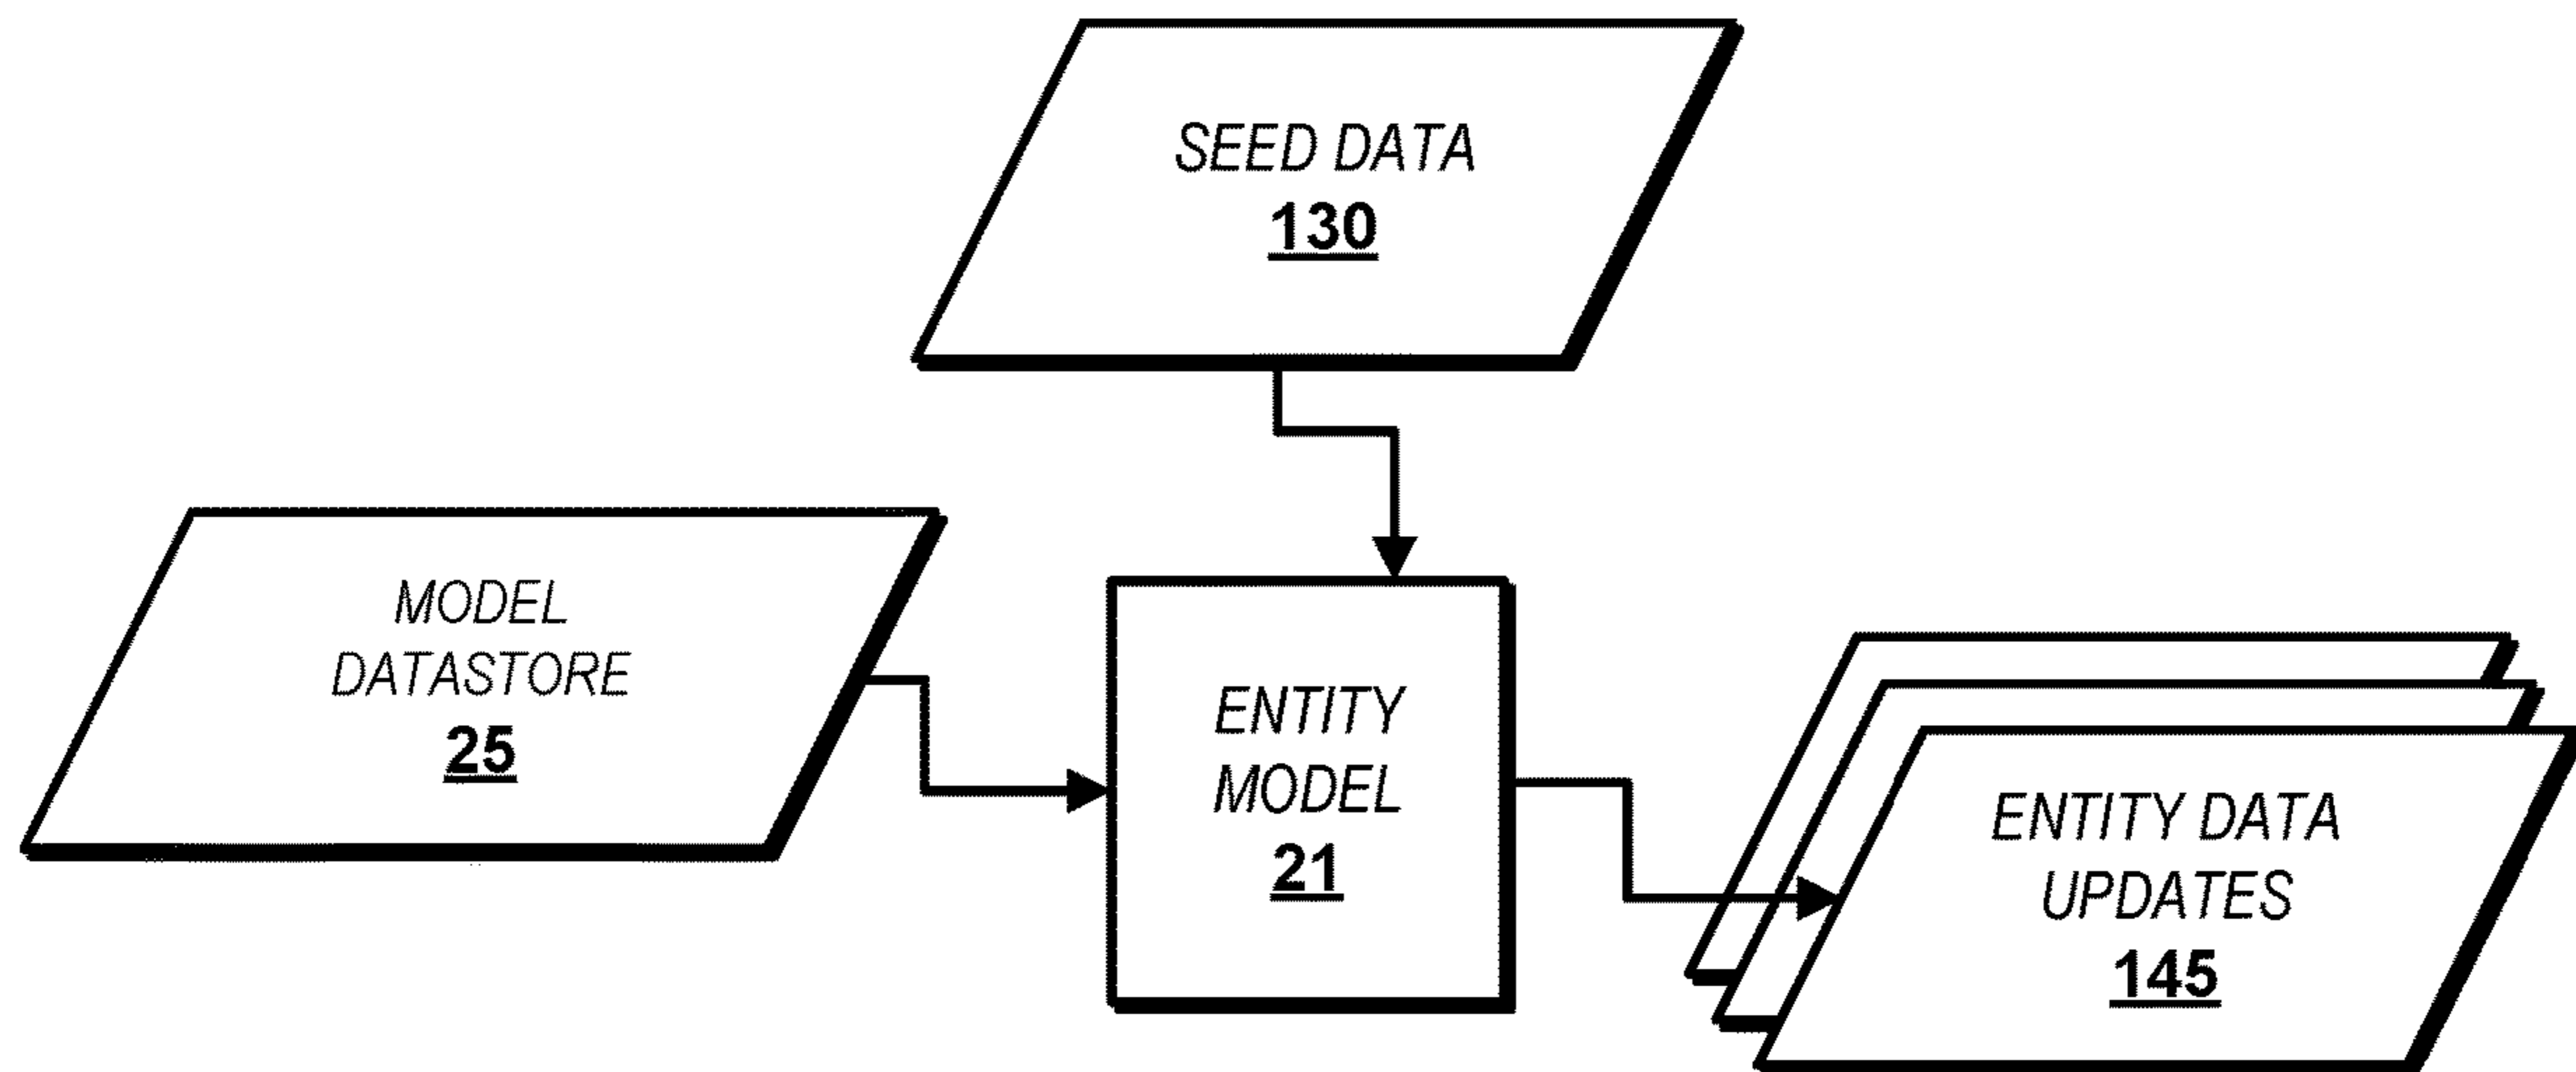 SEED DATA
130
MODEL
DATASTORE
25
ENTITY
MODEL
21
ENTITY DATA
UPDATES
145